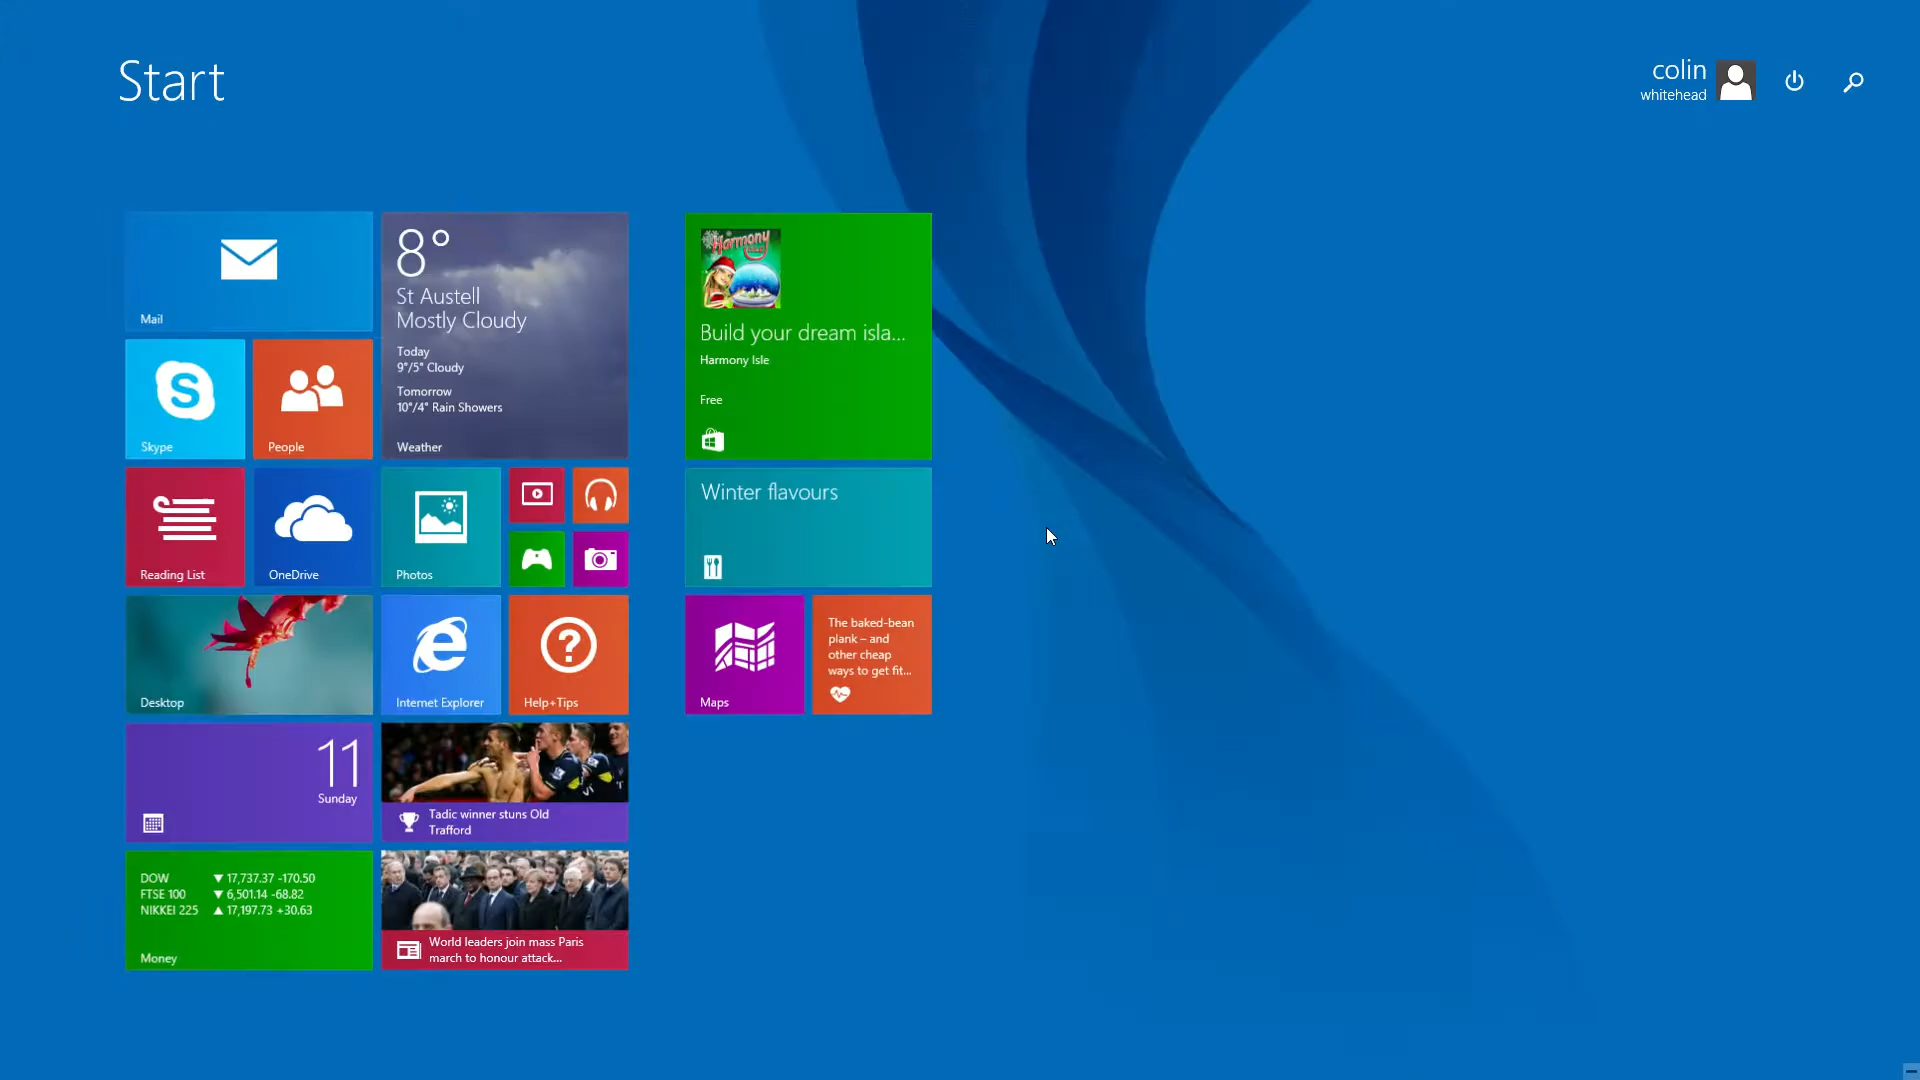 Start
colin
whitehead
Mail
8°
St Austell
Mostly Cloudy
Today
9°/5° Cloudy
Tomorrow
10°/4° Rain Showers
Weather
Skype
People
Reading List
OneDrive
Photos
Desktop
Internet Explorer
Help+Tips
11
Sunday
Tadic winner stuns Old
Trafford
DOW ▼ 17,737.37 -170.50
FTSE 100 ▼ 6,501.14 -68.82
NIKKEI 225 ▲ 17,197.73 +30.63
Money
World leaders join mass Paris
march to honour attack...
Harmony
Build your dream isla...
Harmony Isle
Free
Winter flavours
Maps
The baked-bean
plank – and
other cheap
ways to get fit...